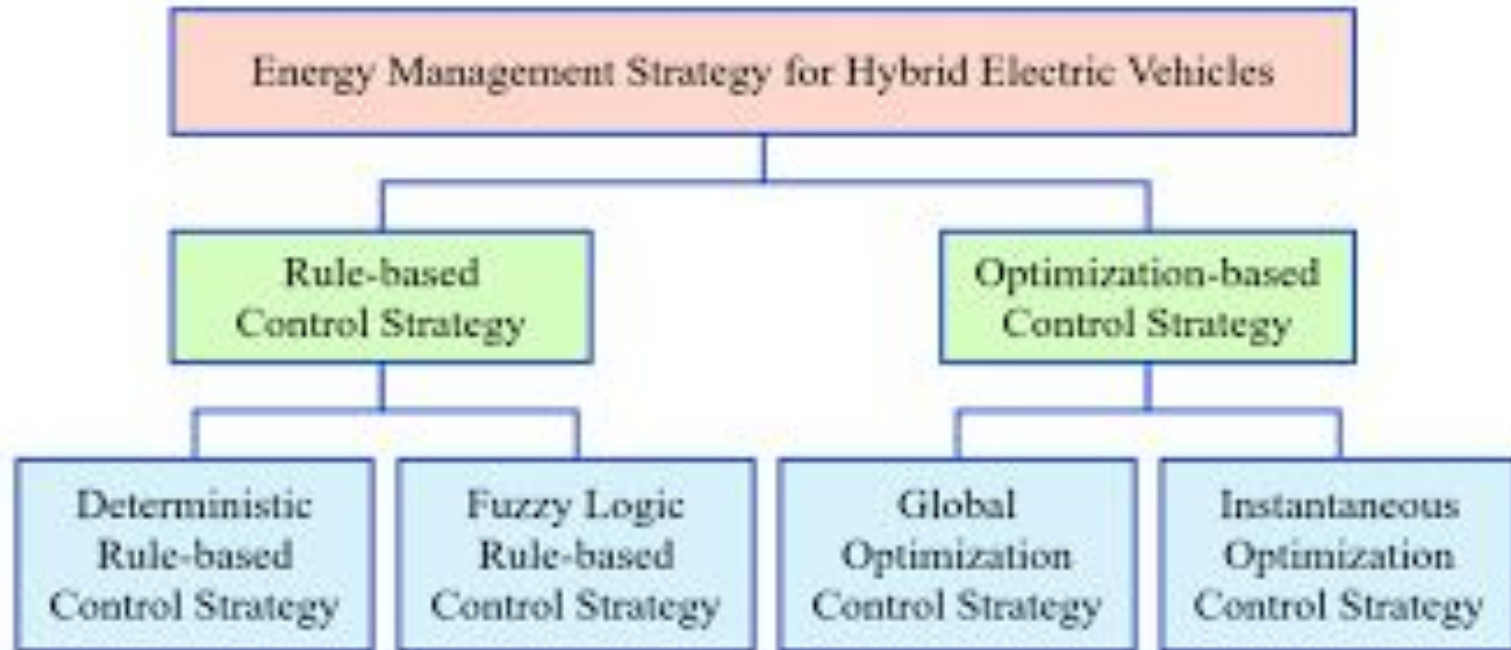 Energy Management Strategy for Hybrid Electric Vehicles
Rule-based
Control Strategy
Optimization-based
Control Strategy
Deterministic
Rule-based
Control Strategy
Fuzzy Logic
Rule-based
Control Strategy
Global
Optimization
Control Strategy
Instantaneous
Optimization
Control Strategy